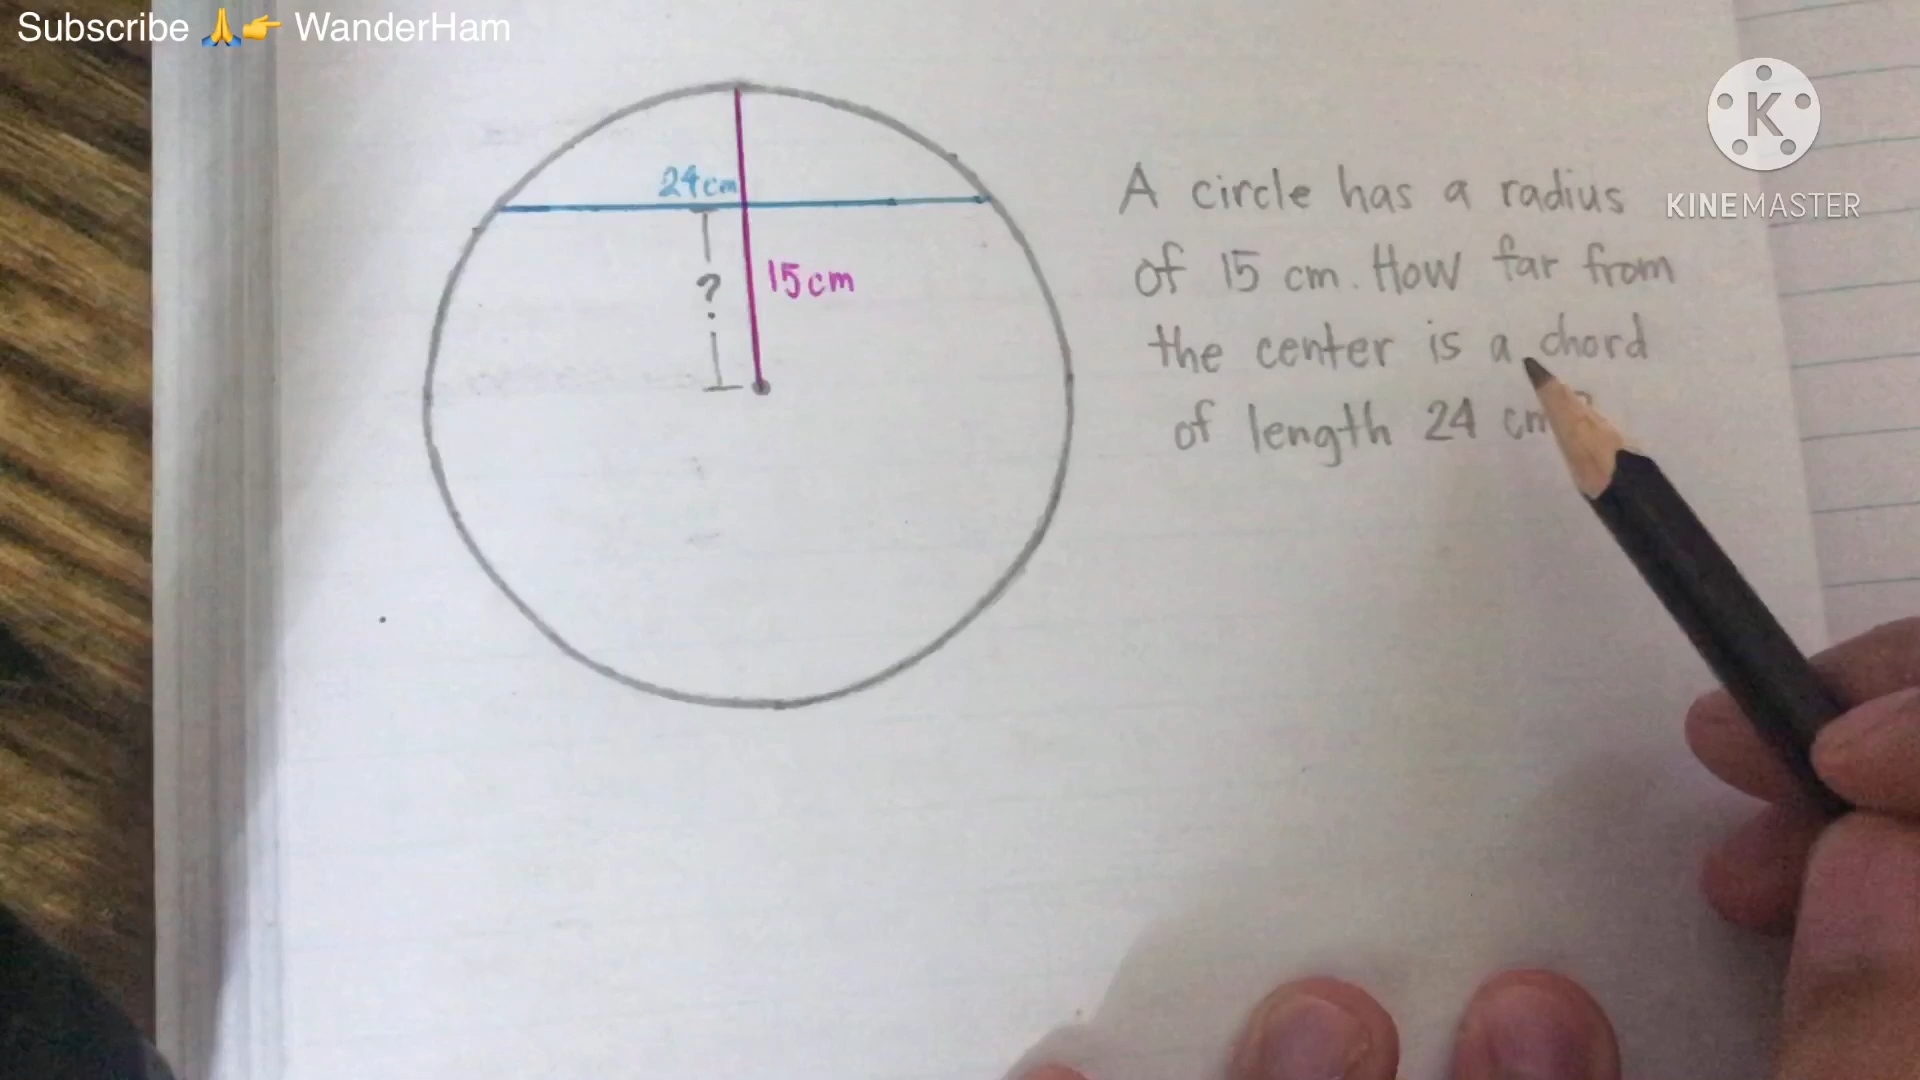 Subscribe 🙏👉 WanderHam
K
KINEMASTER
24cm
?
15cm
A circle has a radius
of 15 cm. How far from
the center is a chord
of length 24 cm?